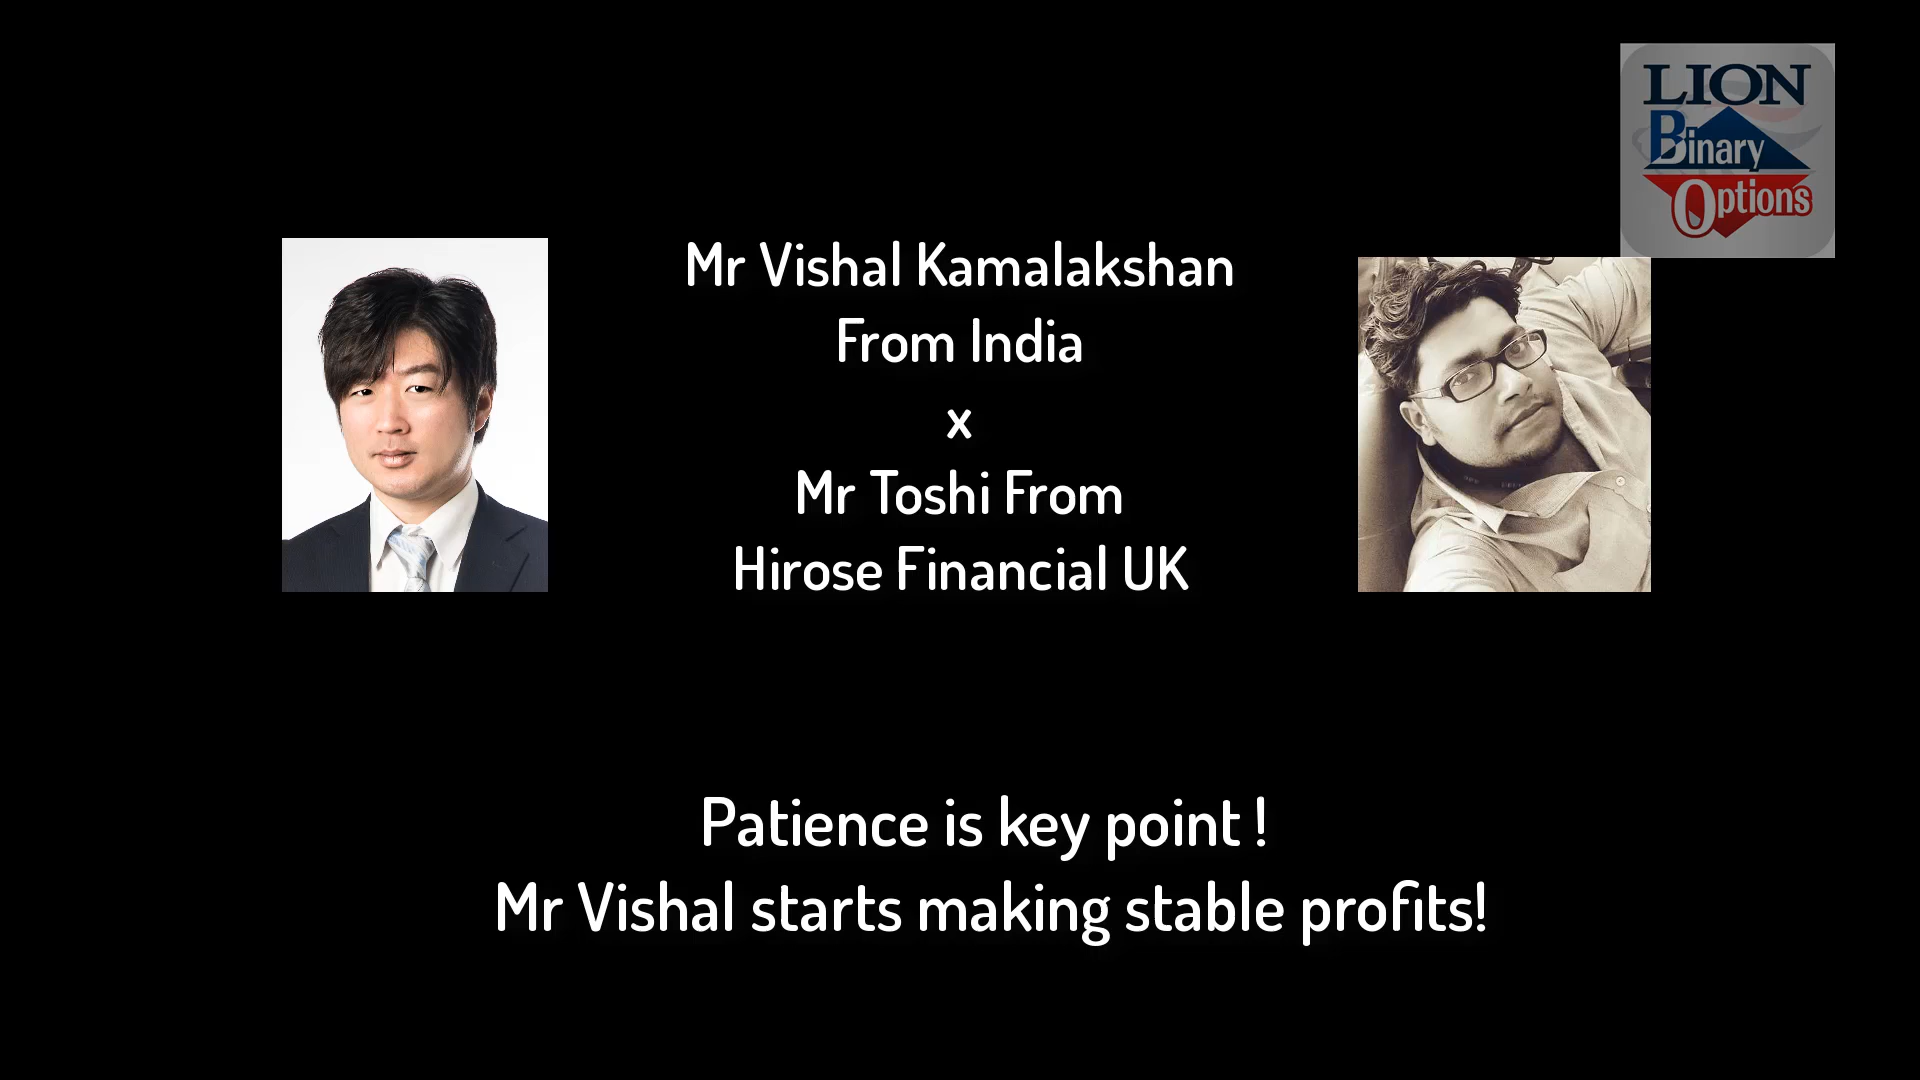 LION
Binary
Options
Mr Vishal Kamalakshan
From India
x
Mr Toshi From
Hirose Financial UK
Patience is key point !
Mr Vishal starts making stable profits!